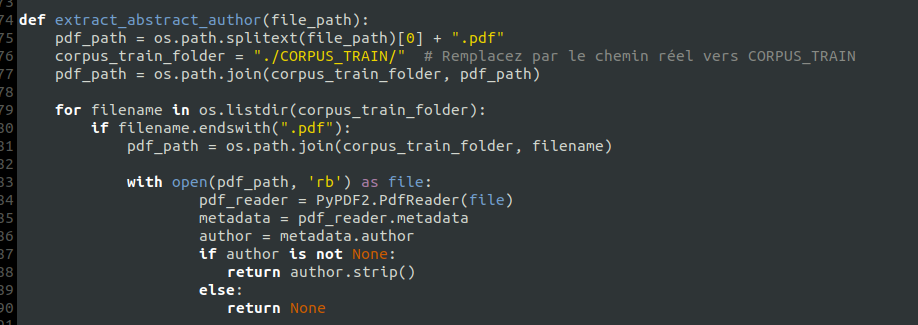 73
74 def extract_abstract_author(file_path):
75     pdf_path = os.path.splitext(file_path)[0] + ".pdf"
76     corpus_train_folder = "./CORPUS_TRAIN/"  # Remplacez par le chemin réel vers CORPUS_TRAIN
77     pdf_path = os.path.join(corpus_train_folder, pdf_path)
78
79     for filename in os.listdir(corpus_train_folder):
80         if filename.endswith(".pdf"):
81             pdf_path = os.path.join(corpus_train_folder, filename)
82
83             with open(pdf_path, 'rb') as file:
84                     pdf_reader = PyPDF2.PdfReader(file)
85                     metadata = pdf_reader.metadata
86                     author = metadata.author
87                     if author is not None:
88                        return author.strip()
89                     else:
90                        return None
91